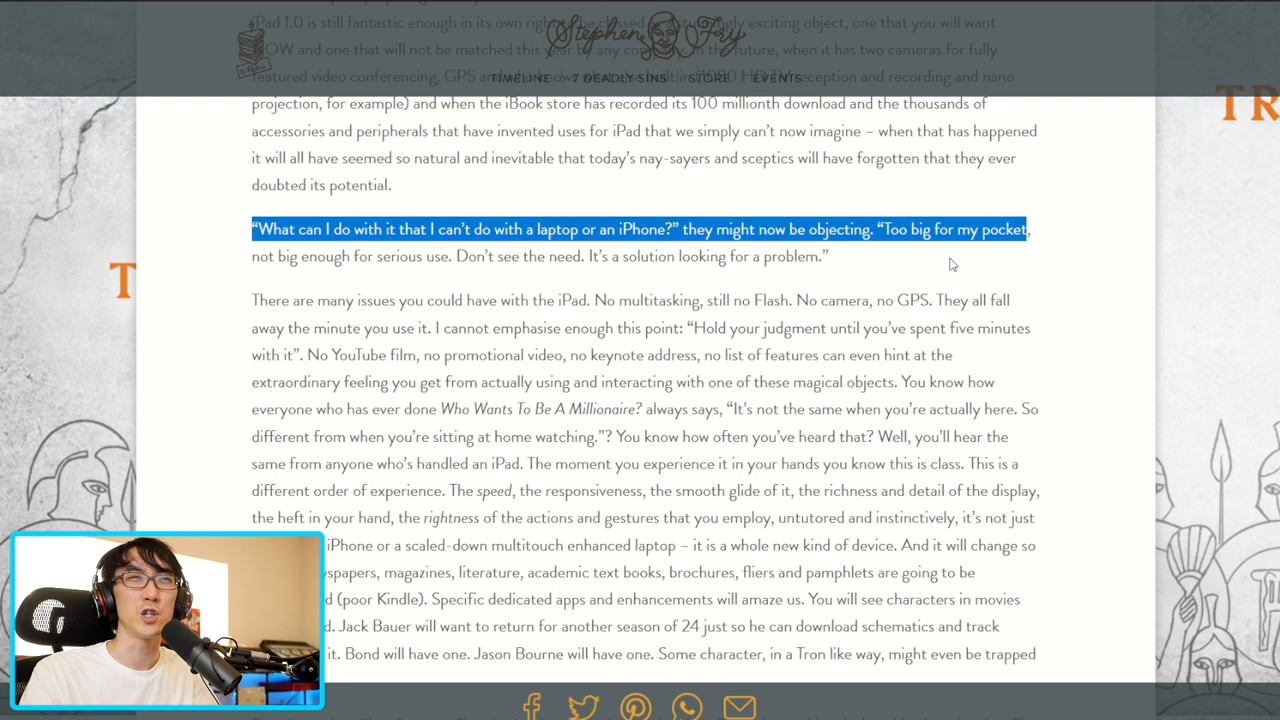 iPad 1.0 is still fantastic enough in its own right to be classed as a stunningly exciting object, one that you will want
NOW and one that will not be matched this year by any company. In the future, when it has two cameras for fully
Stephen Fry
featured video conferencing, GPS
reception and recording and nano
TIMELINE 7 DEADLY SINS STORE EVENTS
projection, for example) and when the iBook store has recorded its 100 millionth download and the thousands of
accessories and peripherals that have invented uses for iPad that we simply can’t now imagine – when that has happened
it will all have seemed so natural and inevitable that today’s nay-sayers and sceptics will have forgotten that they ever
doubted its potential.
“What can I do with it that I can’t do with a laptop or an iPhone?” they might now be objecting. “Too big for my pocket,
not big enough for serious use. Don’t see the need. It’s a solution looking for a problem.”
There are many issues you could have with the iPad. No multitasking, still no Flash. No camera, no GPS. They all fall
away the minute you use it. I cannot emphasise enough this point: “Hold your judgment until you’ve spent five minutes
with it”. No YouTube film, no promotional video, no keynote address, no list of features can even hint at the
extraordinary feeling you get from actually using and interacting with one of these magical objects. You know how
everyone who has ever done Who Wants To Be A Millionaire? always says, “It’s not the same when you’re actually here. So
different from when you’re sitting at home watching.”? You know how often you’ve heard that? Well, you’ll hear the
same from anyone who’s handled an iPad. The moment you experience it in your hands you know this is class. This is a
different order of experience. The speed, the responsiveness, the smooth glide of it, the richness and detail of the display,
the heft in your hand, the rightness of the actions and gestures that you employ, untutored and instinctively, it’s not just
iPhone or a scaled-down multitouch enhanced laptop – it is a whole new kind of device. And it will change so
wspapers, magazines, literature, academic text books, brochures, fliers and pamphlets are going to be
d (poor Kindle). Specific dedicated apps and enhancements will amaze us. You will see characters in movies
d. Jack Bauer will want to return for another season of 24 just so he can download schematics and track
it. Bond will have one. Jason Bourne will have one. Some character, in a Tron like way, might even be trapped
TR
T